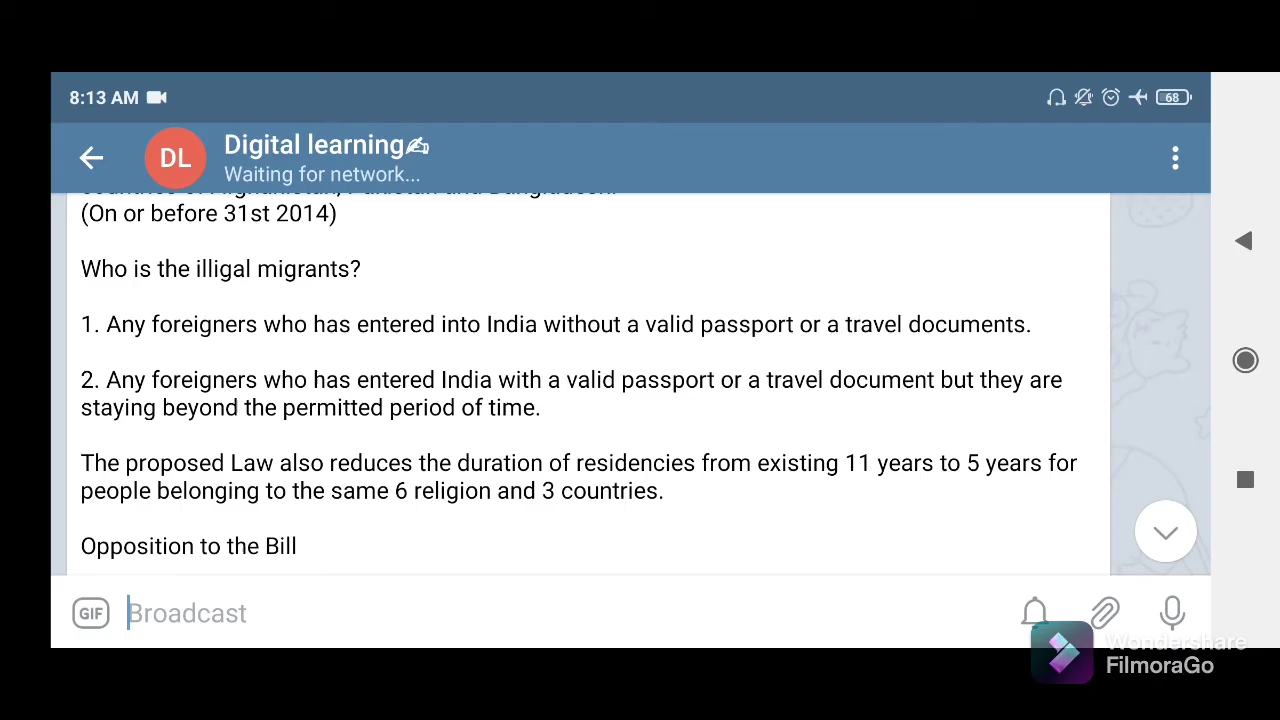 8:13 AM
68
DL
Digital learning✍
Waiting for network...
(On or before 31st 2014)
Who is the illigal migrants?
1. Any foreigners who has entered into India without a valid passport or a travel documents.
2. Any foreigners who has entered India with a valid passport or a travel document but they are
staying beyond the permitted period of time.
The proposed Law also reduces the duration of residencies from existing 11 years to 5 years for
people belonging to the same 6 religion and 3 countries.
Opposition to the Bill
GIF
Broadcast
Wondershare
FilmoraGo